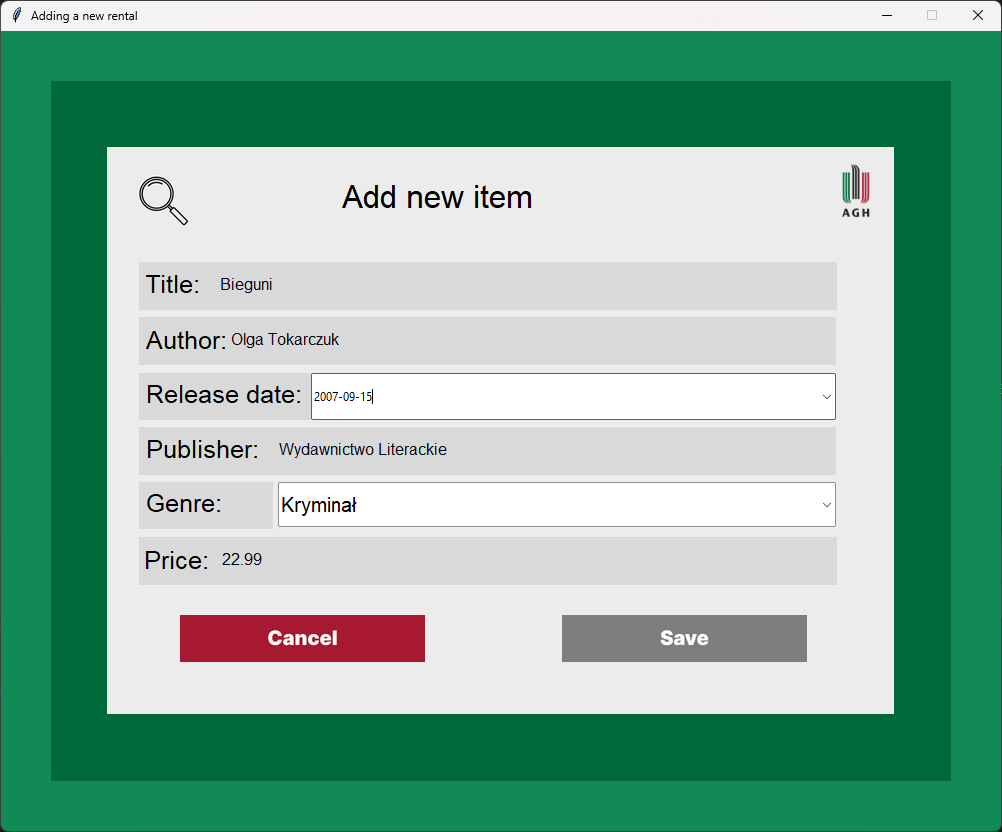 Adding a new rental
Add new item
AGH
Title: Bieguni
Author: Olga Tokarczuk
Release date: 2007-09-15
Publisher: Wydawnictwo Literackie
Genre: Kryminał
Price: 22.99
Cancel Save